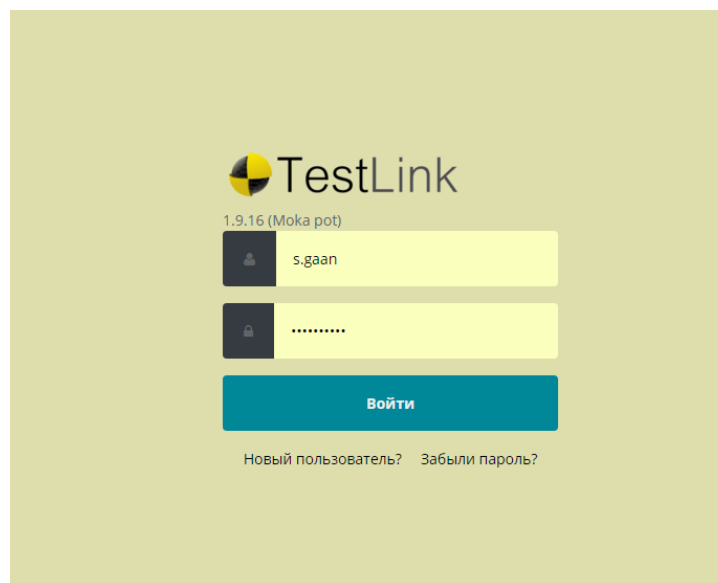 TestLink
1.9.16 (Moka pot)
s.gaan
••••••••••
Войти
Новый пользователь? Забыли пароль?